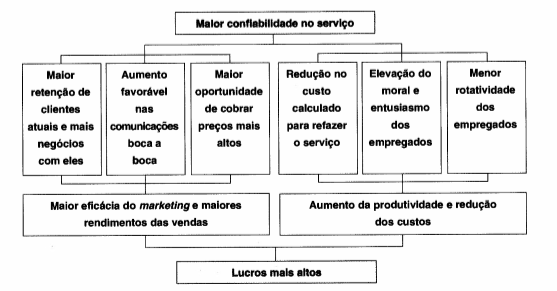 Maior confiabilidade no serviço
Maior
retenção de
clientes
atuais e mais
negócios
com eles
Aumento
favorável
nas
comunicações
boca a
boca
Maior
oportunidade
de cobrar
preços mais
altos
Redução no
custo
calculado
para refazer
o serviço
Elevação do
moral e
entusiasmo
dos
empregados
Menor
rotatividade
dos
empregados
Maior eficácia do marketing e maiores
rendimentos das vendas
Aumento da produtividade e redução
dos custos
Lucros mais altos